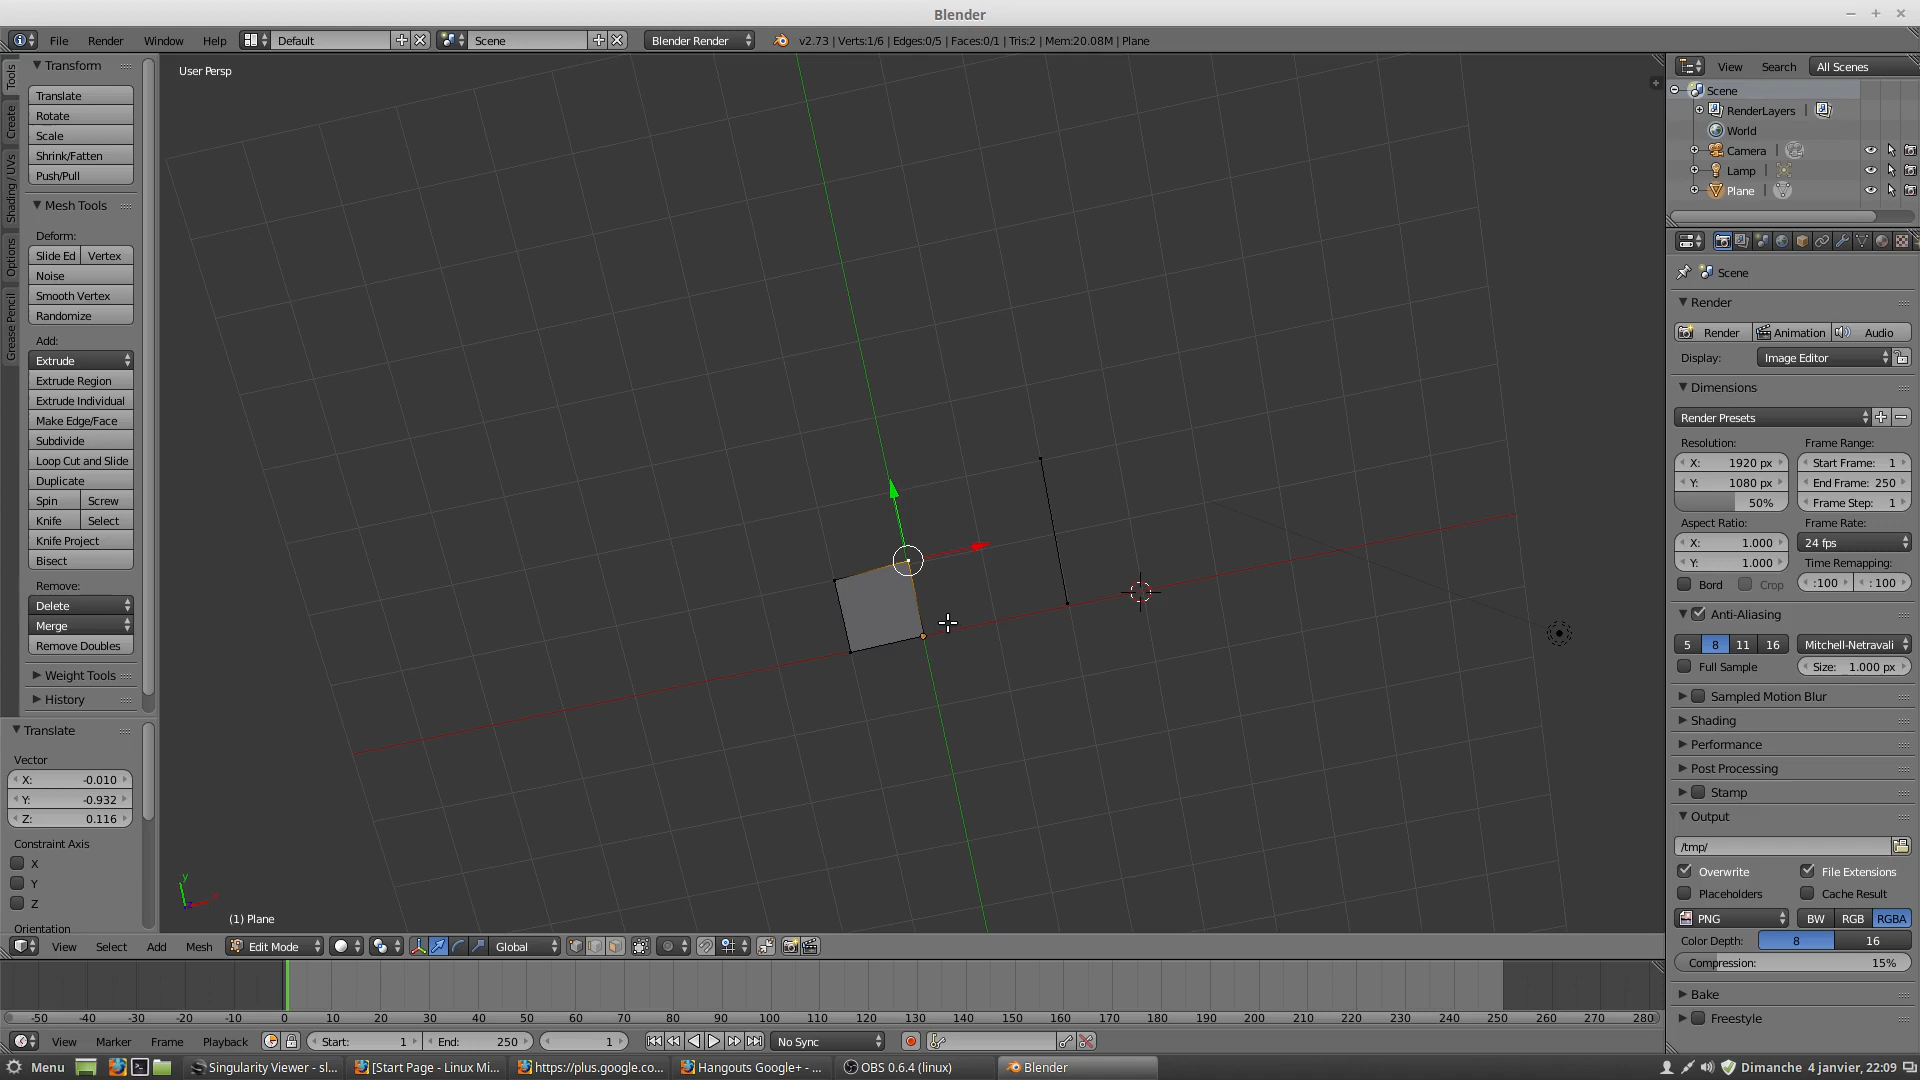 Blender
File Render Window Help Default Scene Blender Render v2.73 | Verts:1/6 | Edges:0/5 | Faces:0/1 | Tris:2 | Mem:20.08M | Plane
User Persp
Tools
Create
Shading / UVs
Options
Grease Pencil
Transform
Translate
Rotate
Scale
Shrink/Fatten
Push/Pull
Mesh Tools
Deform:
Slide Ed Vertex
Noise
Smooth Vertex
Randomize
Add:
Extrude
Extrude Region
Extrude Individual
Make Edge/Face
Subdivide
Loop Cut and Slide
Duplicate
Spin Screw
Knife Select
Knife Project
Bisect
Remove:
Delete
Merge
Remove Doubles
Weight Tools
History
Translate
Vector
X: -0.010
Y: -0.932
Z: 0.116
Constraint Axis
X
Y
Z
Orientation
y
x
(1) Plane
View Select Add Mesh Edit Mode Global
-50 -40 -30 -20 -10 0 10 20 30 40 50 60 70 80 90 100 110 120 130 140 150 160 170 180 190 200 210 220 230 240 250 260 270 280
View Marker Frame Playback Start: 1 End: 250 1 No Sync
View Search All Scenes
Scene
RenderLayers |
World
Camera |
Lamp |
Plane |
Scene
Render
Render Animation Audio
Display: Image Editor
Dimensions
Render Presets
Resolution: Frame Range:
X: 1920 px Start Frame: 1
Y: 1080 px End Frame: 250
50% Frame Step: 1
Aspect Ratio: Frame Rate:
X: 1.000 24 fps
Y: 1.000 Time Remapping:
Bord Crop :100 : 100
Anti-Aliasing
5 8 11 16 Mitchell-Netravali
Full Sample Size: 1.000 px
Sampled Motion Blur
Shading
Performance
Post Processing
Stamp
Output
/tmp/
Overwrite File Extensions
Placeholders Cache Result
PNG BW RGB RGBA
Color Depth: 8 16
Compression: 15%
Bake
Freestyle
Menu Singularity Viewer - sl... [Start Page - Linux Mi... https://plus.google.co... Hangouts Google+ - ... OBS 0.6.4 (linux) Blender Dimanche 4 janvier, 22:09